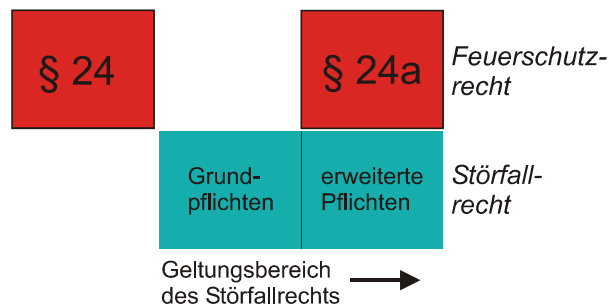 § 24
§ 24a
Feuerschutz-
recht
Grund-
pflichten
erweiterte
Pflichten
Störfall-
recht
Geltungsbereich
des Störfallrechts